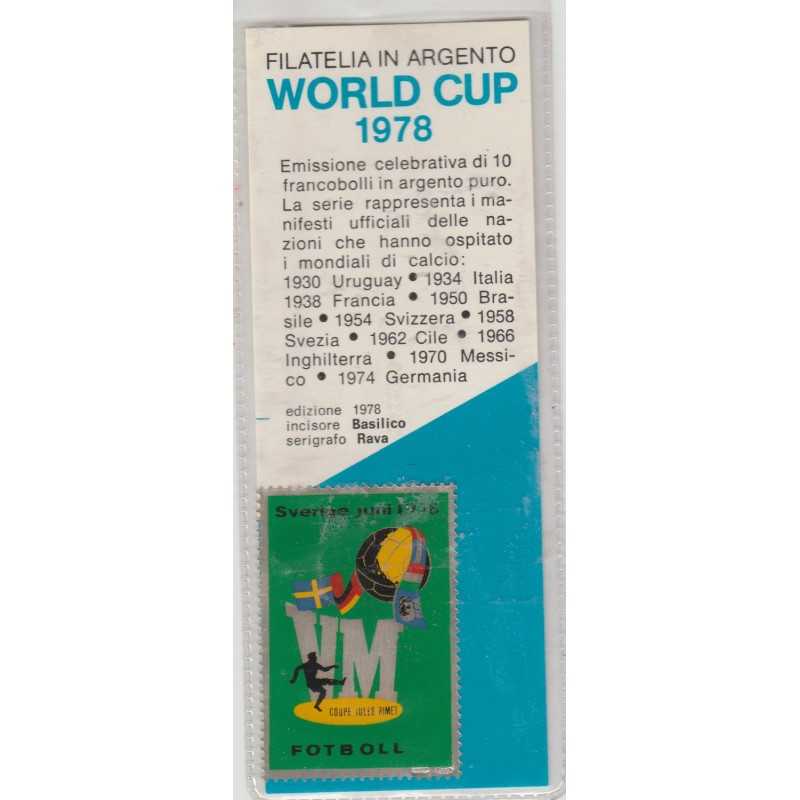 FILATELIA IN ARGENTO
WORLD CUP
1978
Emissione celebrativa di 10
francobolli in argento puro.
La serie rappresenta i ma-
nifesti ufficiali delle na-
zioni che hanno ospitato
i mondiali di calcio:
1930 Uruguay • 1934 Italia
1938 Francia • 1950 Bra-
sile • 1954 Svizzera • 1958
Svezia • 1962 Cile • 1966
Inghilterra • 1970 Messi-
co • 1974 Germania
edizione 1978
incisore Basilico
serigrafo Rava
Sverige juni
VM
COUPE JULES RIMET
FOTBOLL